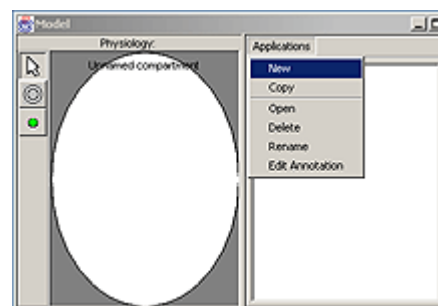 Model
Physiology:
Unnamed compartment
Applications
New
Copy
Open
Delete
Rename
Edit Annotation